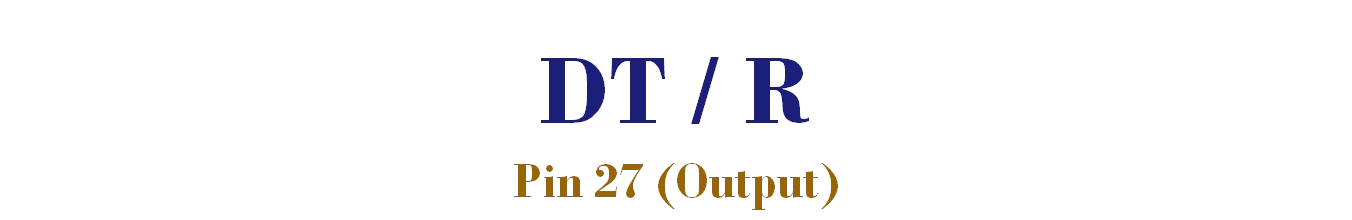 DT / R
Pin 27 (Output)